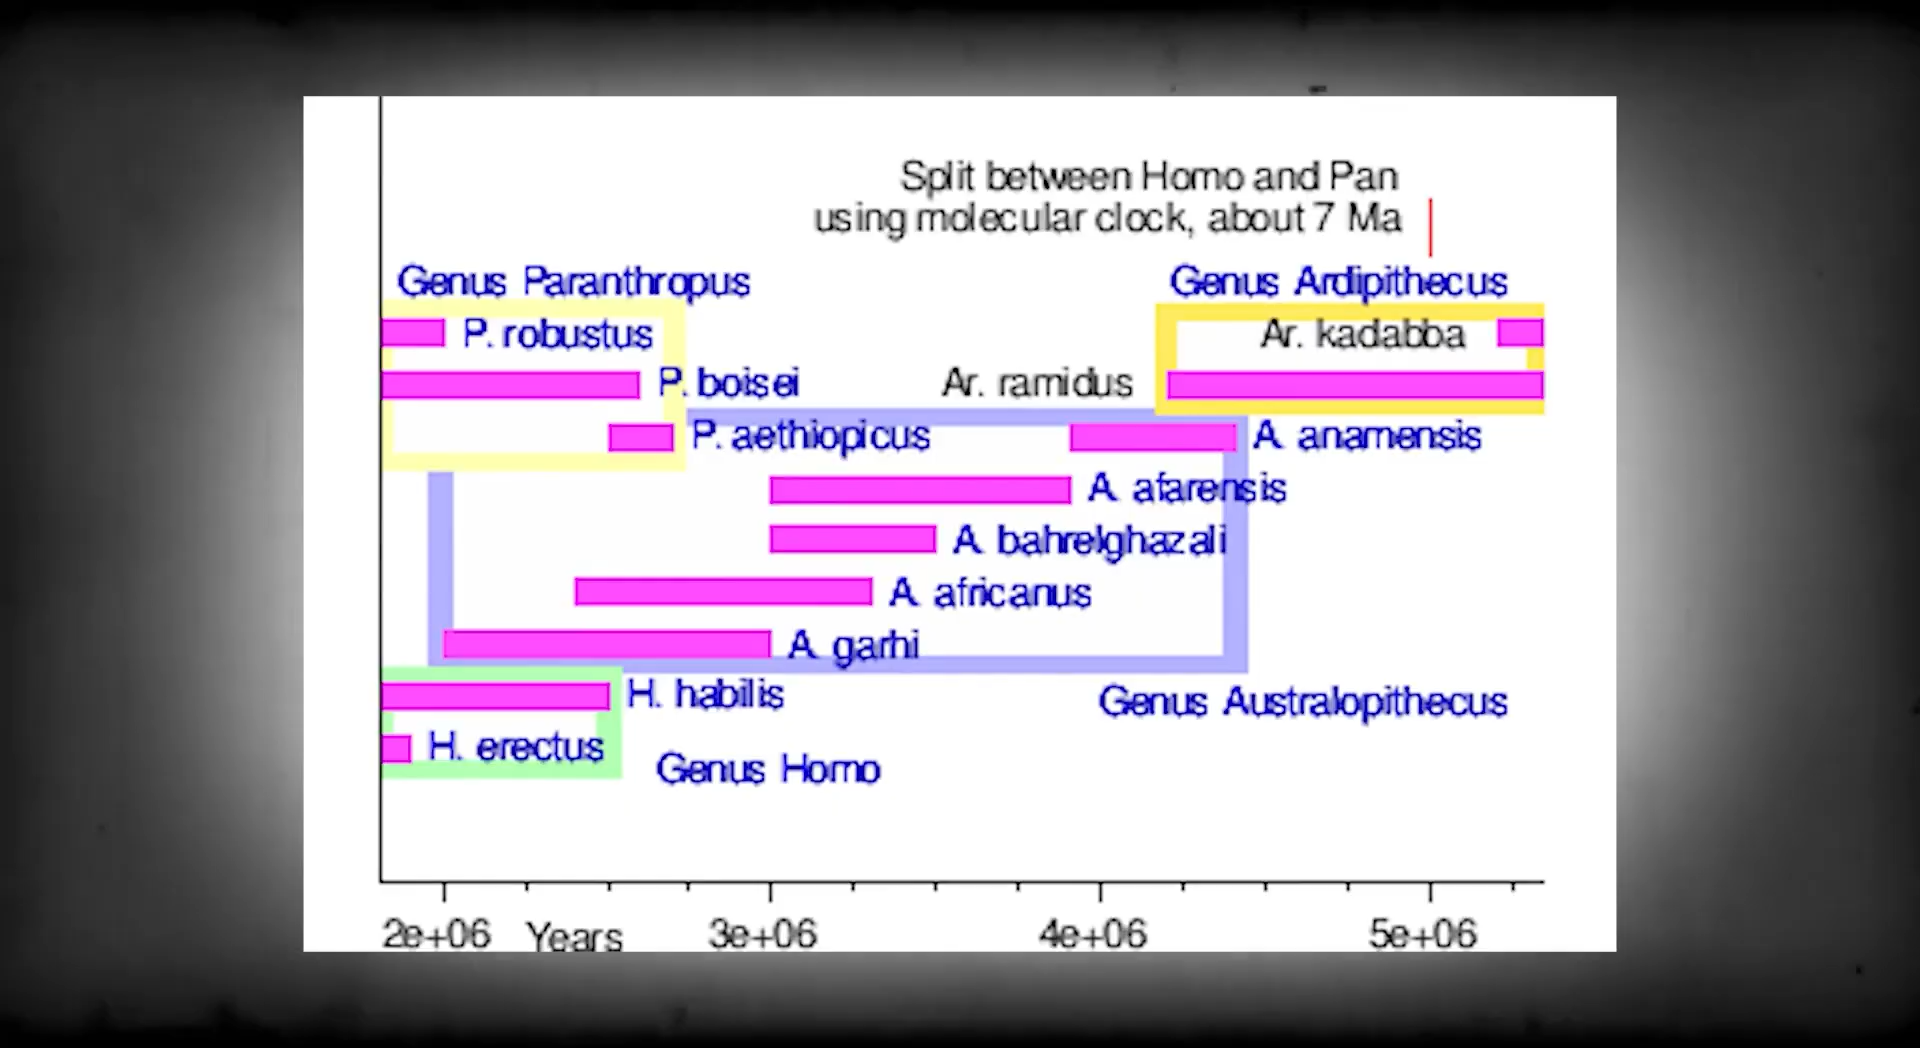 Split between Homo and Pan
using molecular clock, about 7 Ma
Genus Paranthropus
Genus Ardipithecus
P. robustus
Ar. kadabba
P. boisei
Ar. ramidus
P. aethiopicus
A. anamensis
A. afarensis
A. bahrelghazali
A. africanus
A. garhi
H. habilis
Genus Australopithecus
H. erectus
Genus Homo
2e+06 Years 3e+06 4e+06 5e+06